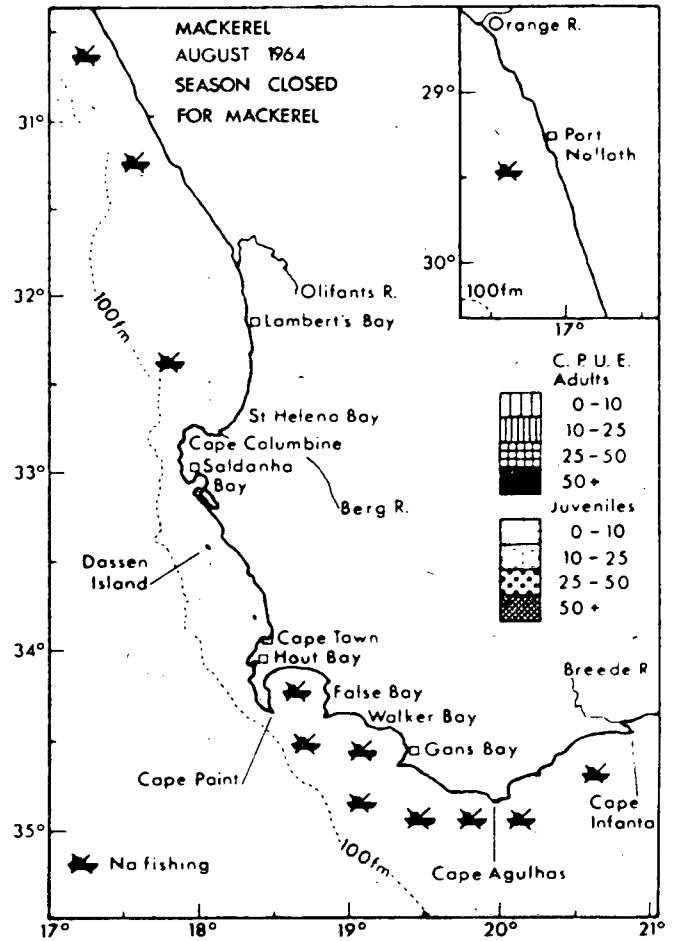 MACKEREL
AUGUST 1964
SEASON CLOSED
FOR MACKEREL
Orange R.
29°
Port
Nolloth
30°
100fm
17°
31°
Olifants R.
32°
100fm
Lambert's Bay
C. P. U. E.
Adults
0-10
10-25
25-50
50+
Juveniles
0-10
10-25
25-50
50+
St Helena Bay
Cape Columbine
33°
Saldanha
Bay
Berg R.
Dassen
Island
34°
Cape Town
Hout Bay
Breede R
False Bay
Walker Bay
Gans Bay
Cape Point
Cape
Infanta
35°
100fm
No fishing
Cape Agulhas
17°
18°
19°
20°
21°